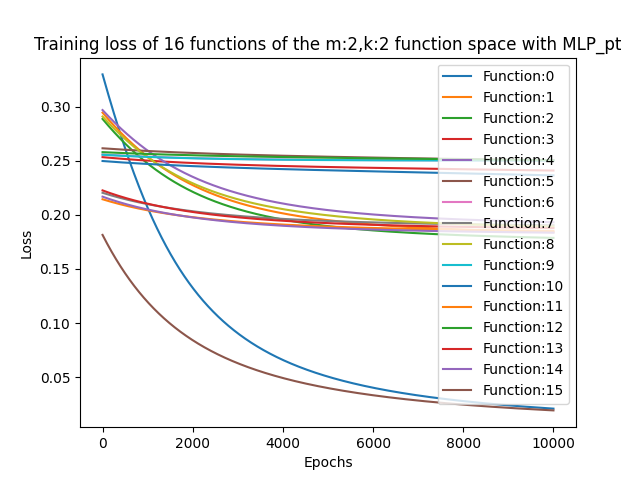 Training loss of 16 functions of the m:2,k:2 function space with MLP_pt
Loss
0.30
0.25
0.20
0.15
0.10
0.05
0
2000
4000
6000
8000
10000
Epochs
Function:0
Function:1
Function:2
Function:3
Function:4
Function:5
Function:6
Function:7
Function:8
Function:9
Function:10
Function:11
Function:12
Function:13
Function:14
Function:15